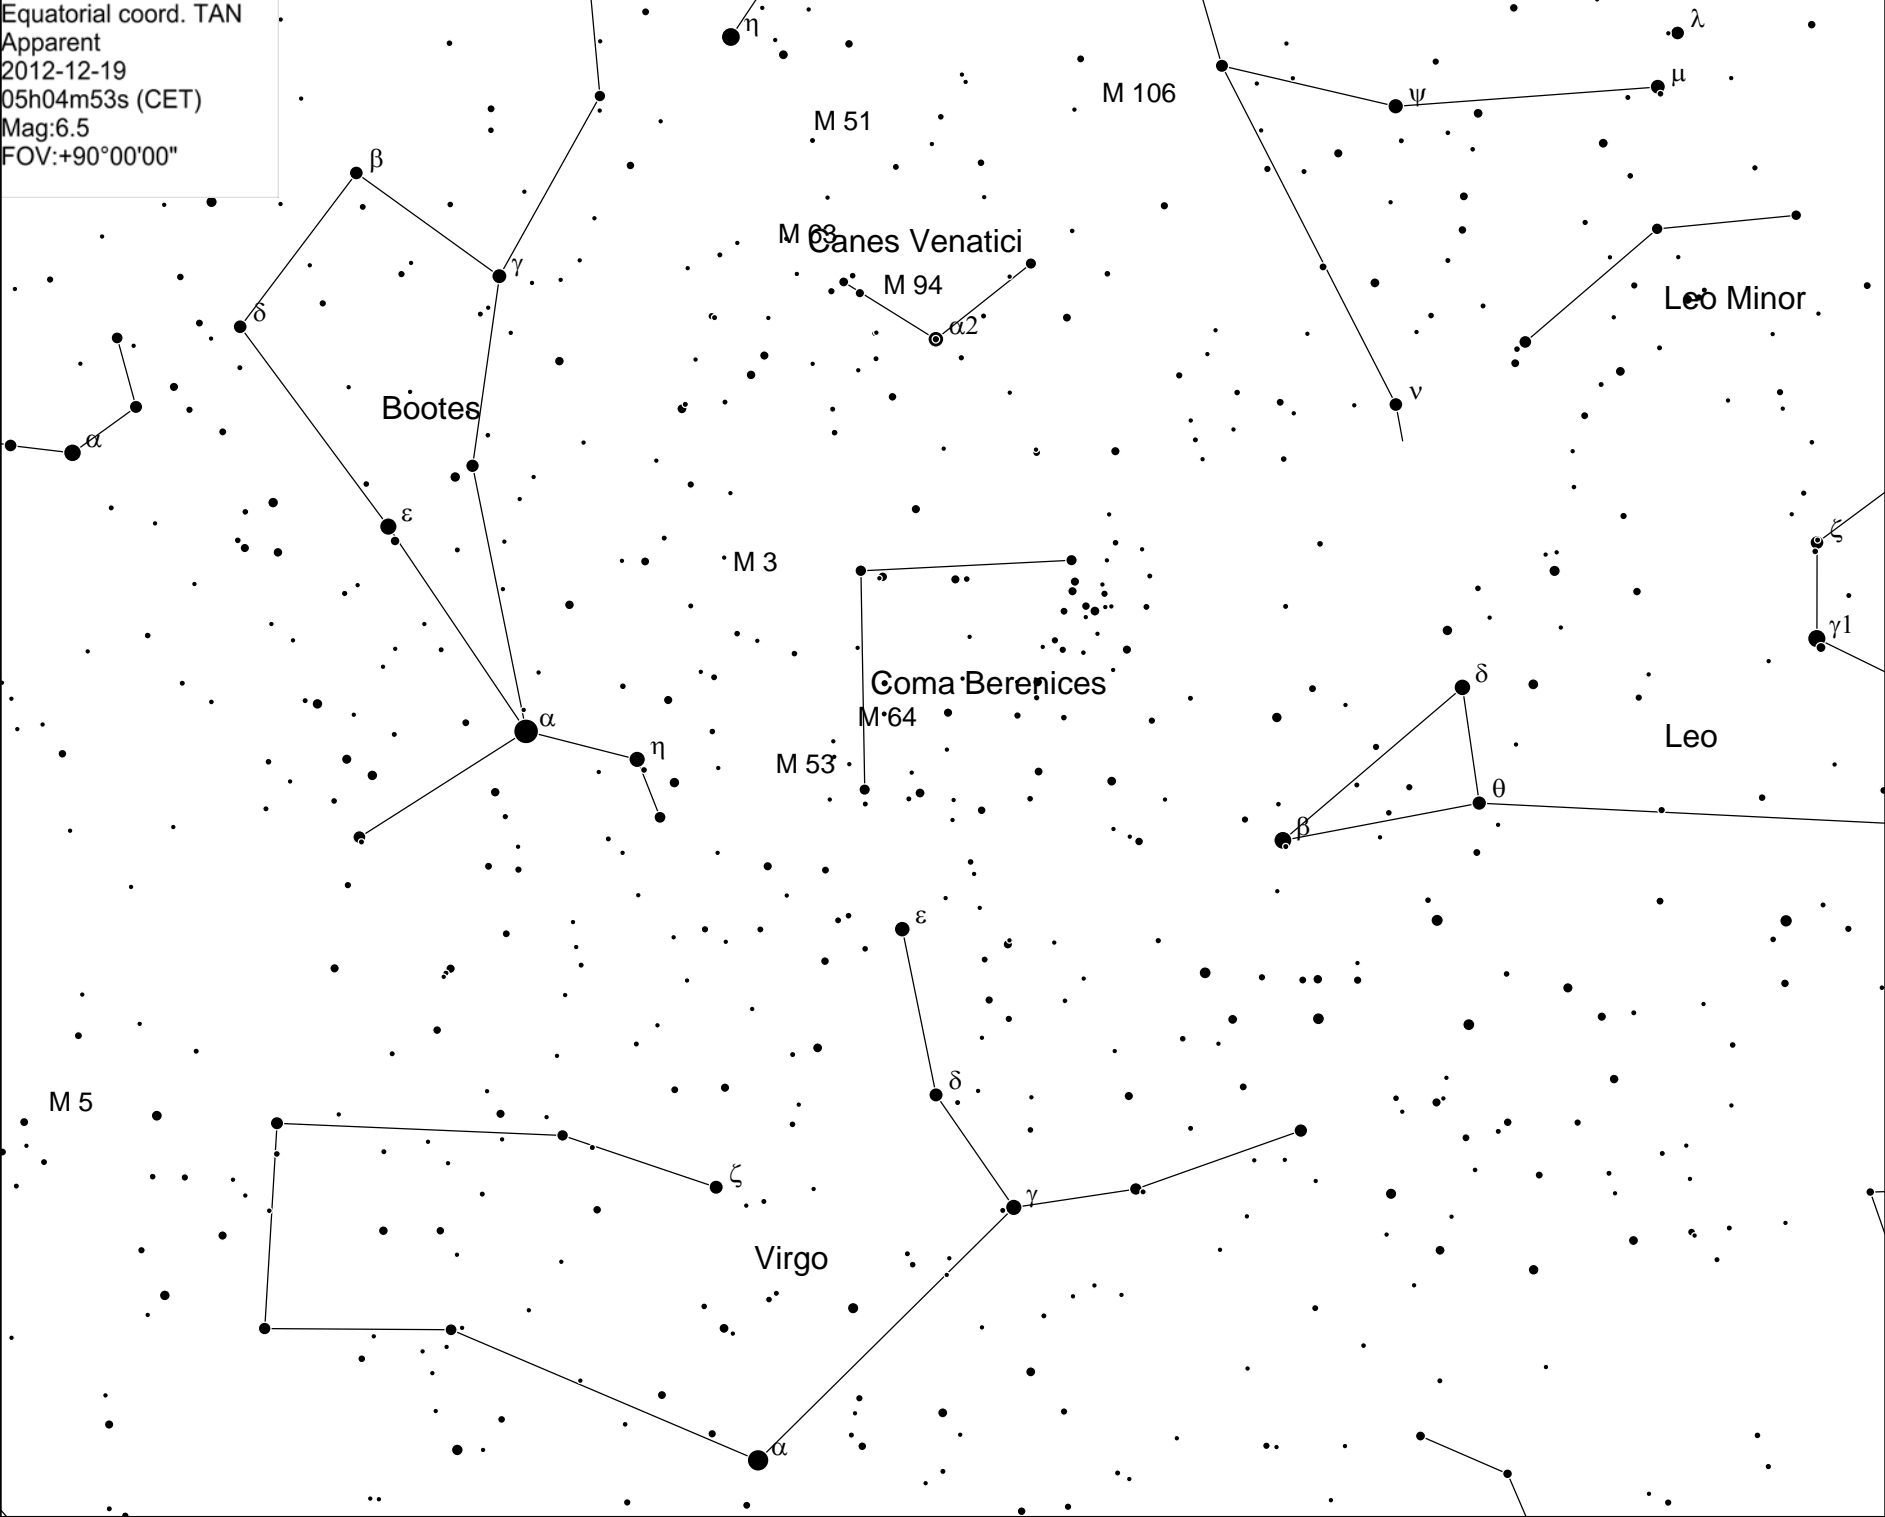 Equatorial coord. TAN
Apparent
2012-12-19
05h04m53s (CET)
Mag:6.5
FOV:+90°00'00"
η
λ
μ
M 106
ψ
M 51
β
M 63
Canes Venatici
γ
M 94
Leo Minor
δ
α2
ν
Bootes
α
ε
ζ
M 3
γ1
δ
Coma Berenices
M 64
α
Leo
η
M 53
θ
β
ε
δ
M 5
ζ
γ
Virgo
α